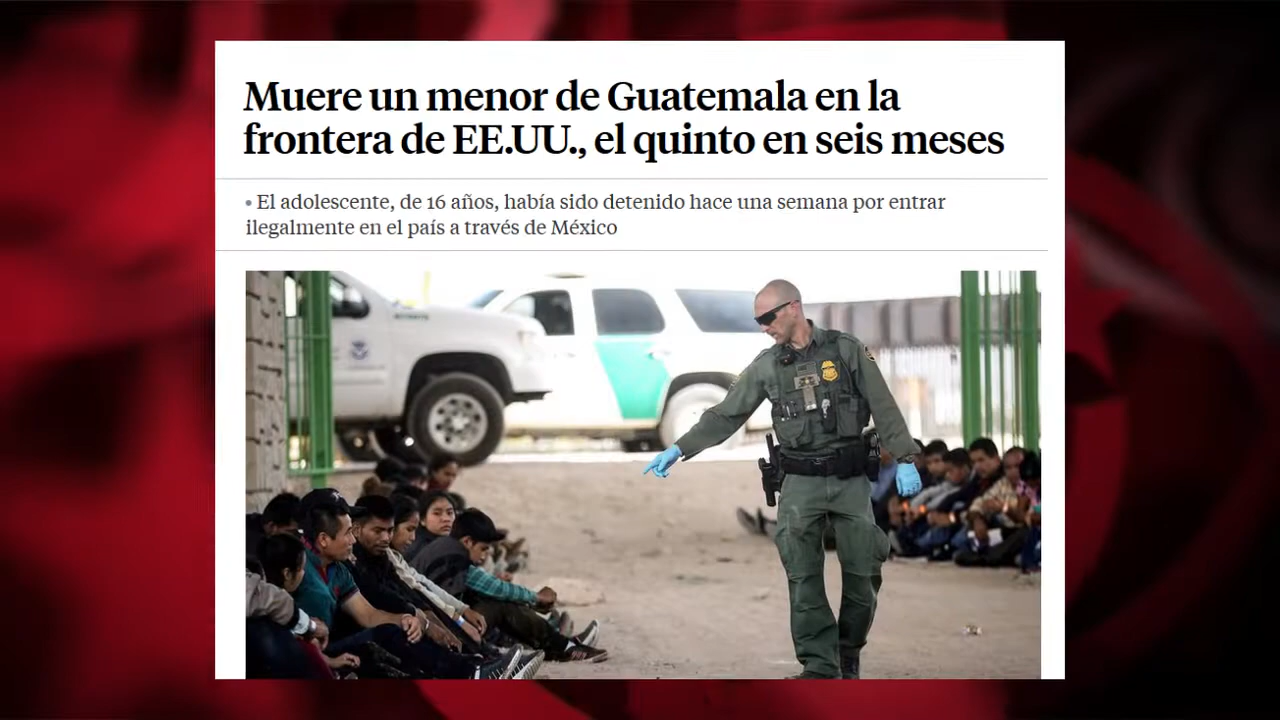 Muere un menor de Guatemala en la
frontera de EE.UU., el quinto en seis meses
• El adolescente, de 16 años, había sido detenido hace una semana por entrar
ilegalmente en el país a través de México